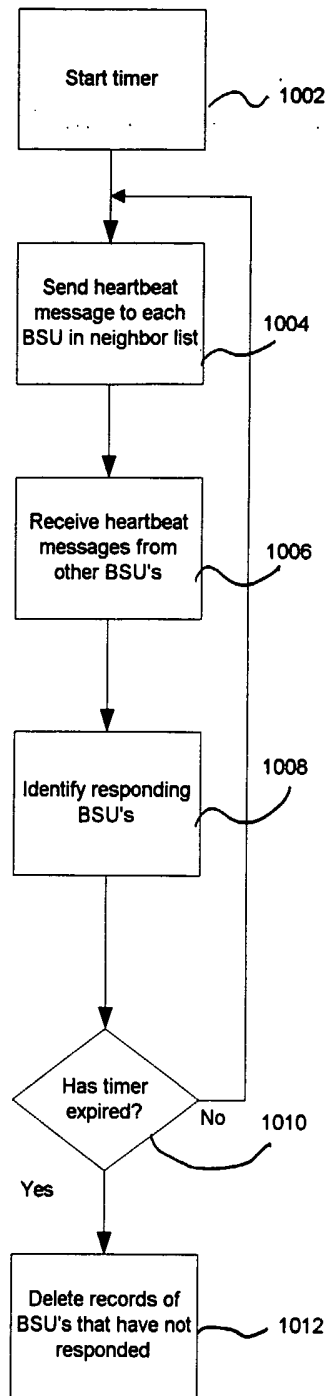 Start timer
1002
Send heartbeat
message to each
BSU in neighbor list
1004
Receive heartbeat
messages from
other BSU's
1006
Identify responding
BSU's
1008
Has timer
expired?
No
1010
Yes
Delete records of
BSU's that have not
responded
1012